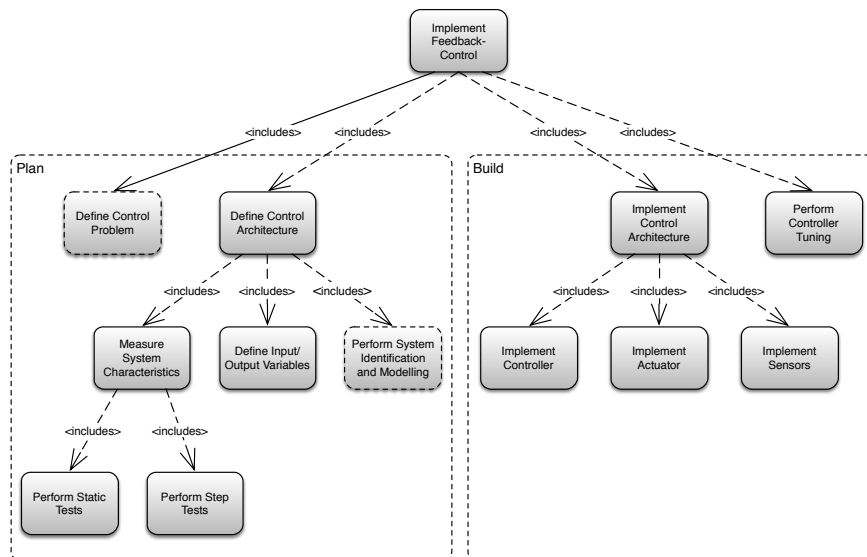 Implement
Feedback-
Control
<includes>
<includes>
<includes>
<includes>
Plan
Build
Define Control
Problem
Define Control
Architecture
Implement
Control
Architecture
Perform
Controller
Tuning
<includes>
<includes>
<includes>
<includes>
<includes>
<includes>
Measure
System
Characteristics
Define Input/
Output Variables
Perform System
Identification
and Modelling
Implement
Controller
Implement
Actuator
Implement
Sensors
<includes>
<includes>
Perform Static
Tests
Perform Step
Tests